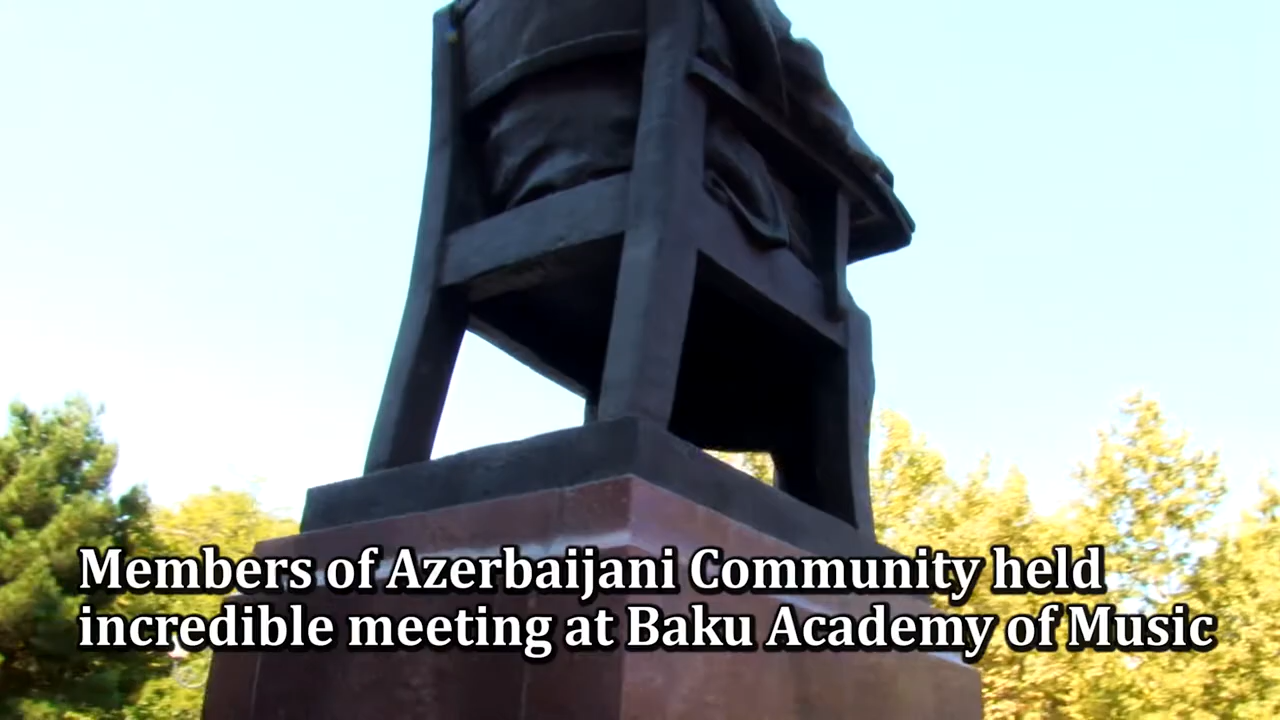 Members of Azerbaijani Community held
incredible meeting at Baku Academy of Music